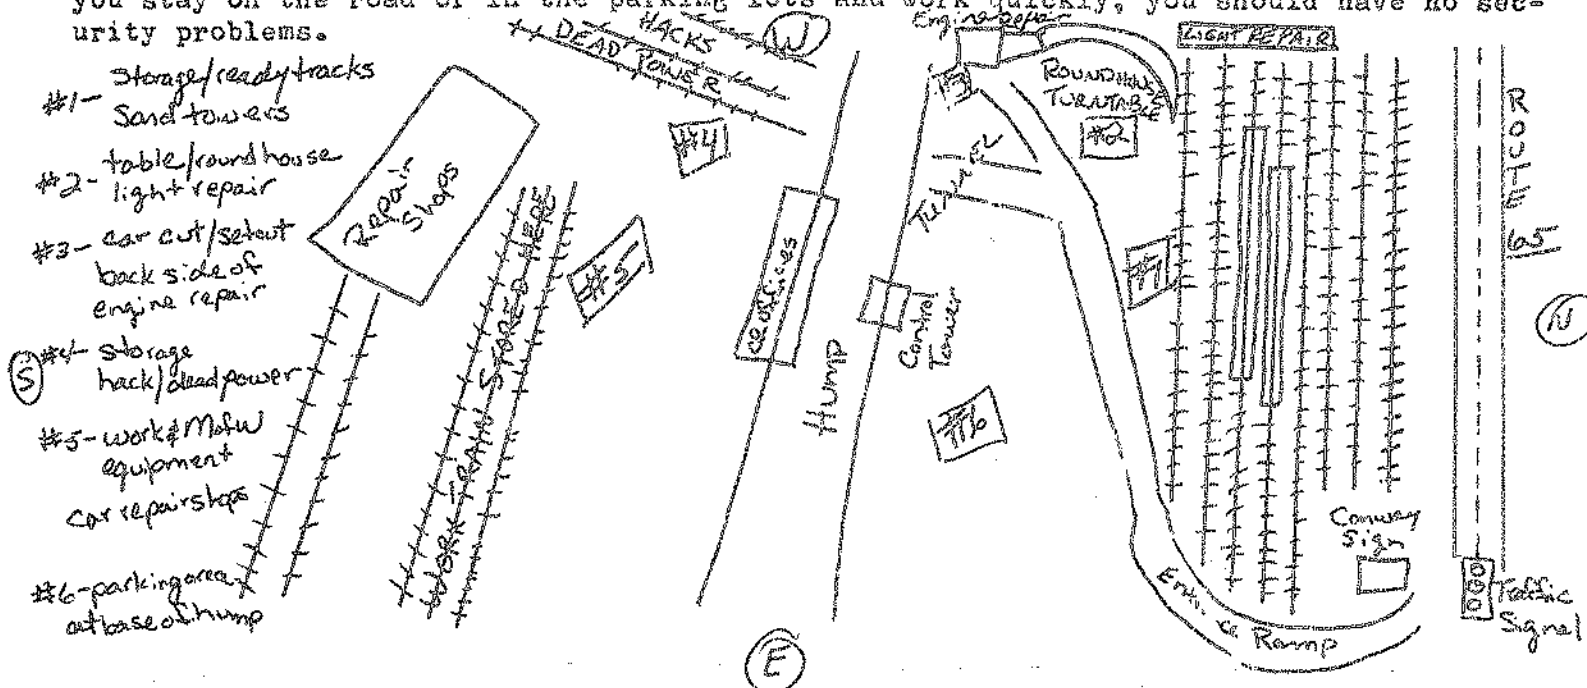 you stay on the road or in the parking lots and work quickly, you should have no sec-
urity problems.
#1- Storage/ready tracks
Sand towers
#2- table/roundhouse
light repair
#3- car cut/setout
back side of
engine repair
#4- storage
hack/dead power
#5- work & MofW
equipment
car repair shops
#6- parking area
at base of hump
S
Repair
Shops
WORK TRAIN STORED HERE
HACKS
DEAD POWER
W
#4
#5
offices
Hump
Control
Tower
Tunnel
#6
E
Engine repair
#3
ROUNDHOUSE
TURNTABLE
#2
#1
LIGHT REPAIR
Conway
Sign
Ramp
ROUTE
65
N
Traffic
Signal